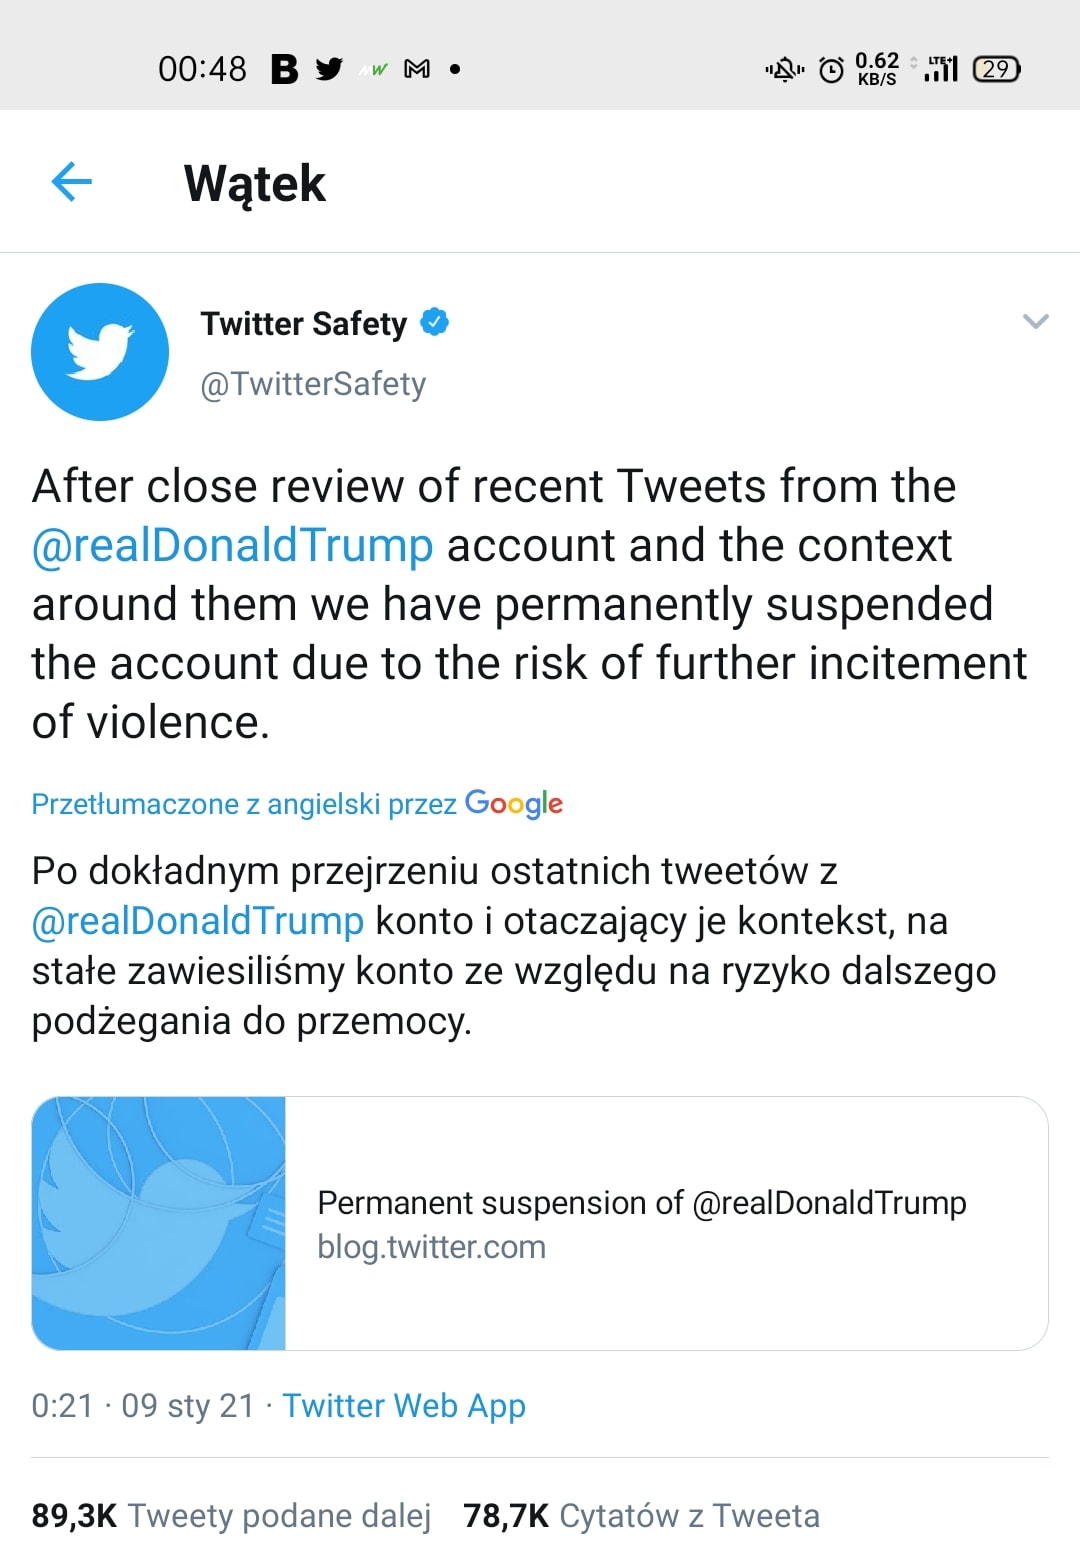 00:48 B W 0.62 KB/S LTE+ 29
Wątek
Twitter Safety
@TwitterSafety
After close review of recent Tweets from the
@realDonaldTrump account and the context
around them we have permanently suspended
the account due to the risk of further incitement
of violence.
Przetłumaczone z angielski przez Google
Po dokładnym przejrzeniu ostatnich tweetów z
@realDonaldTrump konto i otaczający je kontekst, na
stałe zawiesiliśmy konto ze względu na ryzyko dalszego
podżegania do przemocy.
Permanent suspension of @realDonaldTrump
blog.twitter.com
0:21 · 09 sty 21 · Twitter Web App
89,3K Tweety podane dalej 78,7K Cytatów z Tweeta